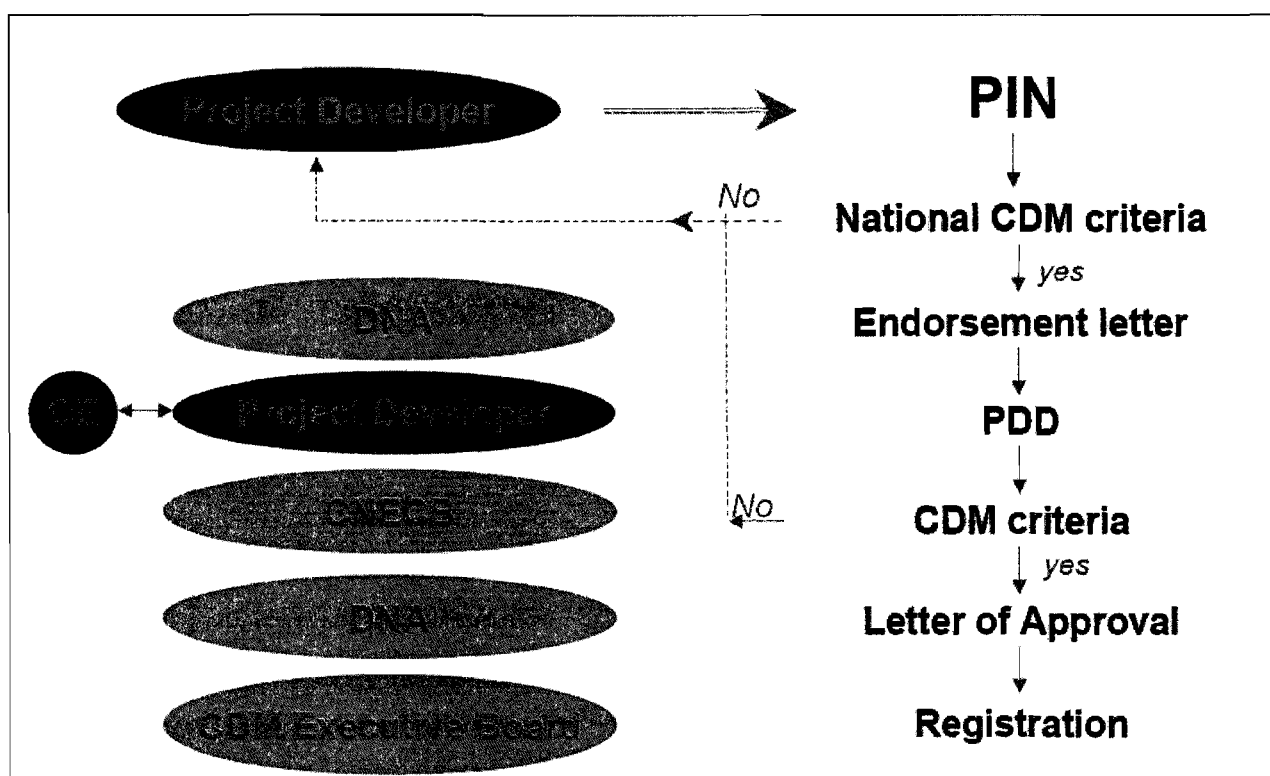 Project Developer
PIN
No
National CDM criteria
yes
DNA
Endorsement letter
Project Developer
PDD
No
CDM criteria
yes
DNA
Letter of Approval
CDM Executive Board
Registration